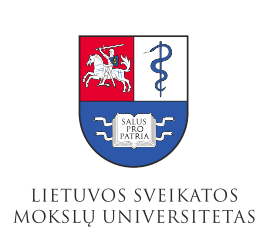 SALUS
PRO
PATRIA
LIETUVOS SVEIKATOS
MOKSLŲ UNIVERSITETAS